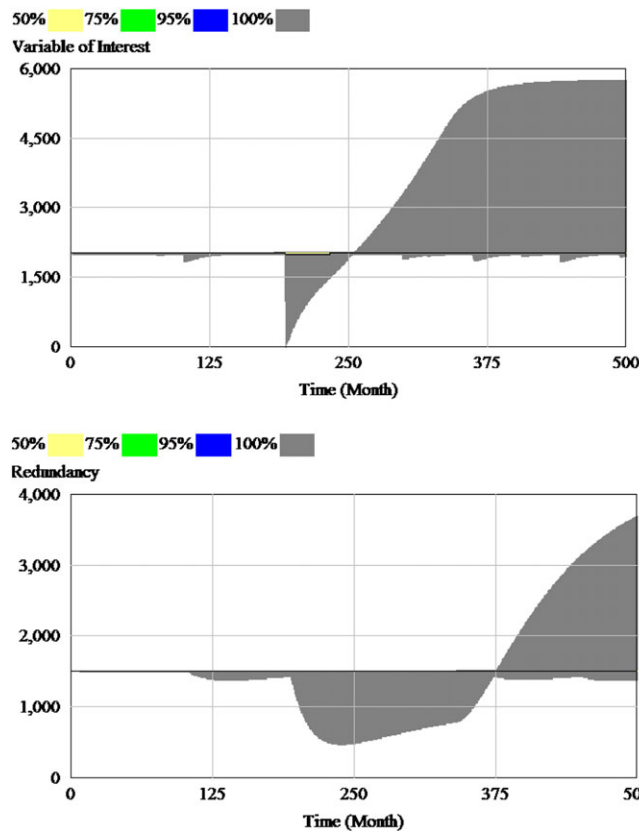 50% 75% 95% 100%
Variable of Interest
6,000
4,500
3,000
1,500
0
0 125 250 375 500
Time (Month)
50% 75% 95% 100%
Redundancy
4,000
3,000
2,000
1,000
0
0 125 250 375 50
Time (Month)